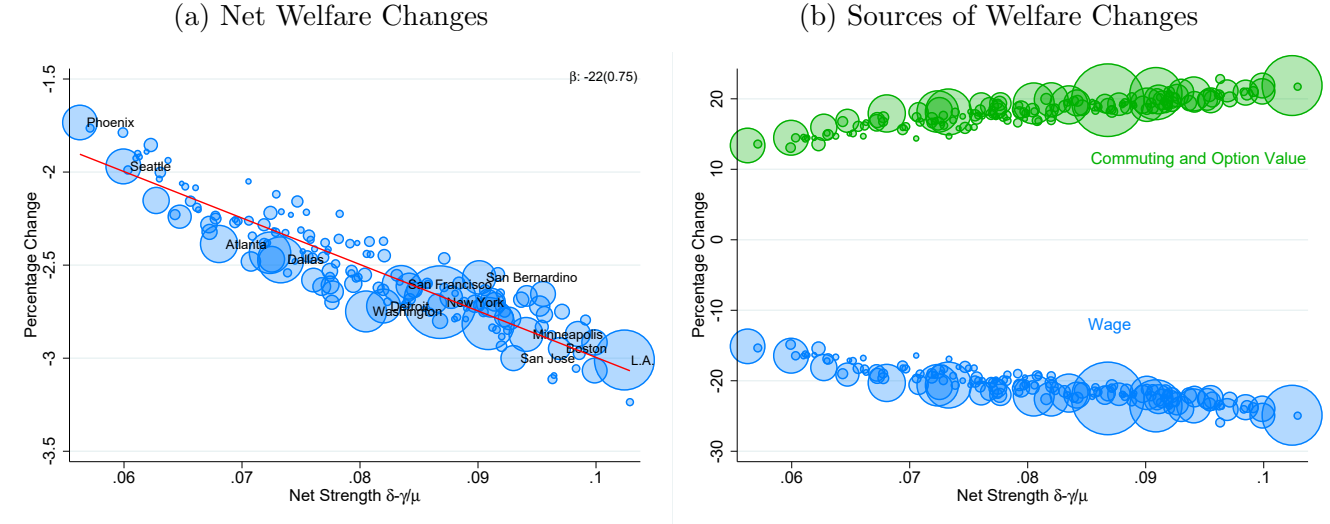 (a) Net Welfare Changes
(b) Sources of Welfare Changes
β: -22(0.75)
Percentage Change
-1.5
-2
-2.5
-3
-3.5
Phoenix
Seattle
Atlanta
Dallas
San Francisco
San Bernardino
Detroit
New York
Washington
Minneapolis
Boston
San Jose
L.A.
.06
.07
.08
.09
.1
Net Strength δ-γ/μ
Percentage Change
20
10
0
-10
-20
-30
Commuting and Option Value
Wage
.06
.07
.08
.09
.1
Net Strength δ-γ/μ